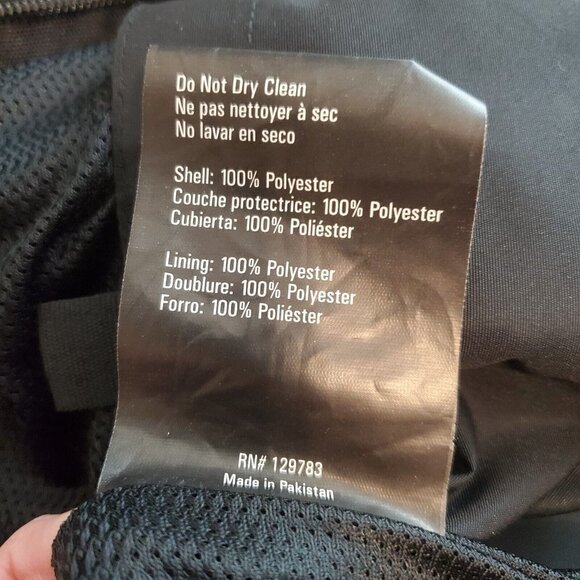 Do Not Dry Clean
Ne pas nettoyer à sec
No lavar en seco
Shell: 100% Polyester
Couche protectrice: 100% Polyester
Cubierta: 100% Poliéster
Lining: 100% Polyester
Doublure: 100% Polyester
Forro: 100% Poliéster
RN# 129783
Made in Pakistan